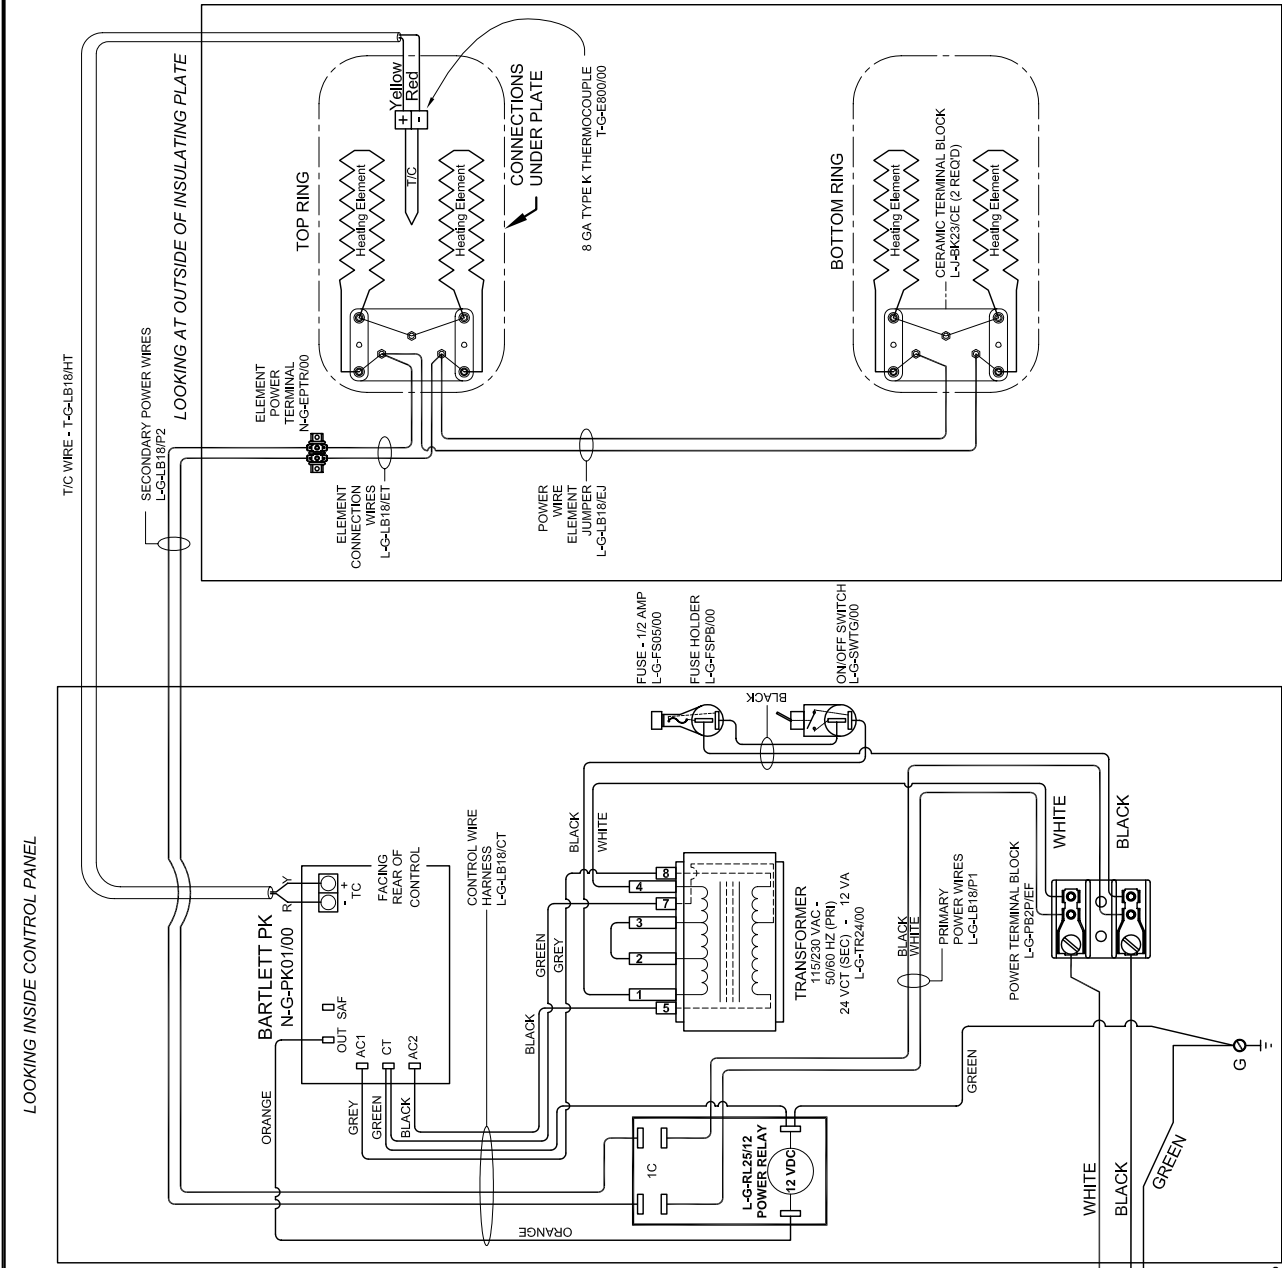 LOOKING AT OUTSIDE OF INSULATING PLATE
T/C WIRE - T-G-LB18/HT
SECONDARY POWER WIRES
L-G-LB18/P2
ELEMENT
POWER
TERMINAL
N-G-EPTR/00
TOP RING
Yellow
Red
-
+
-
T/C
Heating Element
Heating Element
CONNECTIONS
UNDER PLATE
8 GA TYPE K THERMOCOUPLE
T-G-E800/00
BOTTOM RING
Heating Element
Heating Element
CERAMIC TERMINAL BLOCK
L-J-BK23/CE (2 REQ'D)
ELEMENT
CONNECTION
WIRES
L-G-LB18/ET
POWER
WIRE
ELEMENT
JUMPER
L-G-LB18/EJ
LOOKING INSIDE CONTROL PANEL
BARTLETT PK
N-G-PK01/00
R
Y
- +
TC
FACING
REAR OF
CONTROL
OUT
SAF
AC1
CT
AC2
ORANGE
GREY
GREEN
BLACK
CONTROL WIRE
HARNESS
L-G-LB18/CT
GREEN
GREY
BLACK
BLACK
WHITE
8
4
7
3
2
1
5
TRANSFORMER
115/230 VAC -
50/60 HZ (PRI)
24 VCT (SEC) - 12 VA
L-G-TR24/00
FUSE - 1/2 AMP
L-G-FS05/00
FUSE HOLDER
L-G-FSPB/00
BLACK
ON/OFF SWITCH
L-G-SWTG/00
BLACK
WHITE
PRIMARY
POWER WIRES
L-G-LB18/P1
POWER TERMINAL BLOCK
L-G-PB2P/EF
WHITE
BLACK
ORANGE
1C
L-G-RL25/12
POWER RELAY
12 VDC
GREEN
G
WHITE
BLACK
GREEN